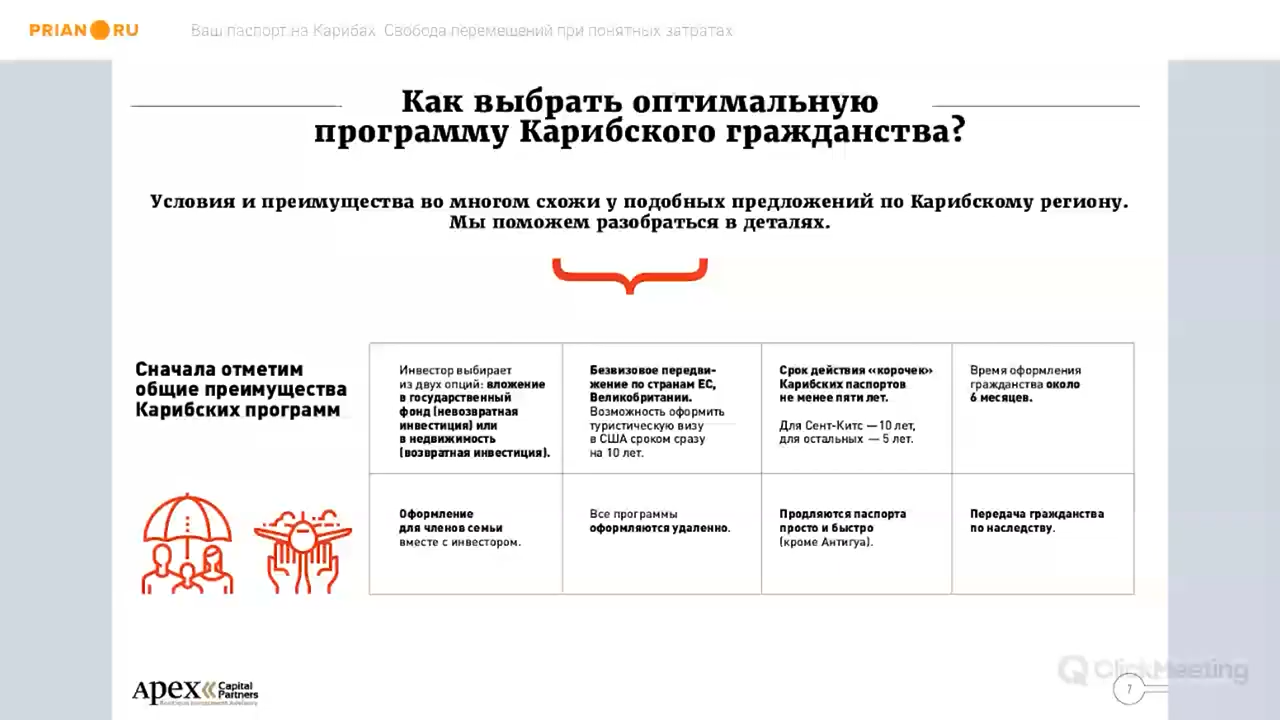 PRIAN RU
Ваш паспорт на Карибах. Свобода перемещений при понятных затратах
Как выбрать оптимальную
программу Карибского гражданства?
Условия и преимущества во многом схожи у подобных предложений по Карибскому региону.
Мы поможем разобраться в деталях.
Сначала отметим
общие преимущества
Карибских программ
Инвестор выбирает
из двух опций: вложение
в государственный
фонд (невозвратная
инвестиция) или
в недвижимость
(возвратная инвестиция).
Безвизовое передви-
жение по странам ЕС,
Великобритании.
Возможность оформить
туристическую визу
в США сроком сразу
на 10 лет.
Срок действия «корочек»
Карибских паспортов
не менее пяти лет.
Для Сент-Китс — 10 лет,
для остальных — 5 лет.
Время оформления
гражданства около
6 месяцев.
Оформление
для членов семьи
вместе с инвестором.
Все программы
оформляются удаленно.
Продляются паспорта
просто и быстро
(кроме Антигуа).
Передача гражданства
по наследству.
Apex Capital
Partners
ClickMeeting
7